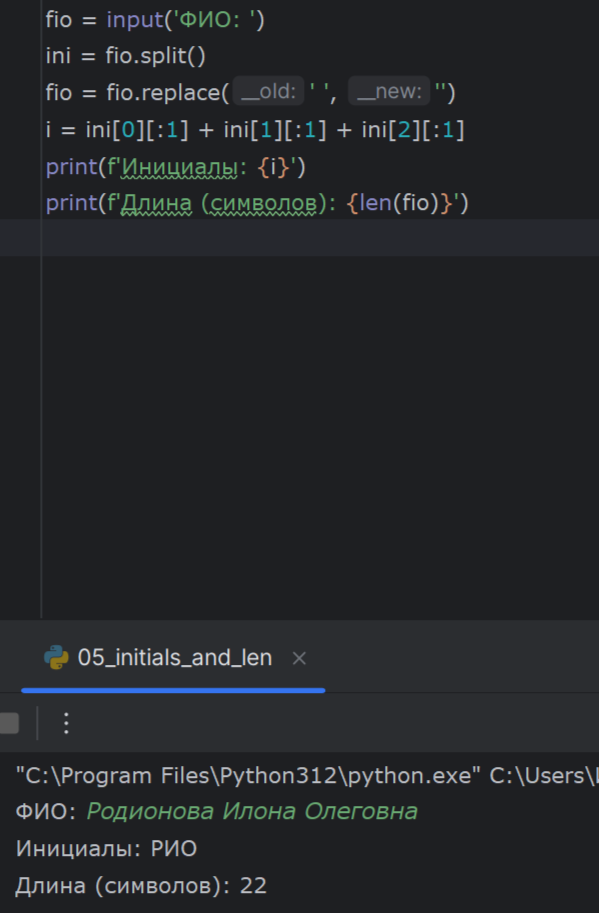 fio = input('ФИО: ')
ini = fio.split()
fio = fio.replace( __old: ' ', __new: '')
i = ini[0][:1] + ini[1][:1] + ini[2][:1]
print(f'Инициалы: {i}')
print(f'Длина (символов): {len(fio)}')
05_initials_and_len
"C:\Program Files\Python312\python.exe" C:\Users\
ФИО: Родионова Илона Олеговна
Инициалы: РИО
Длина (символов): 22